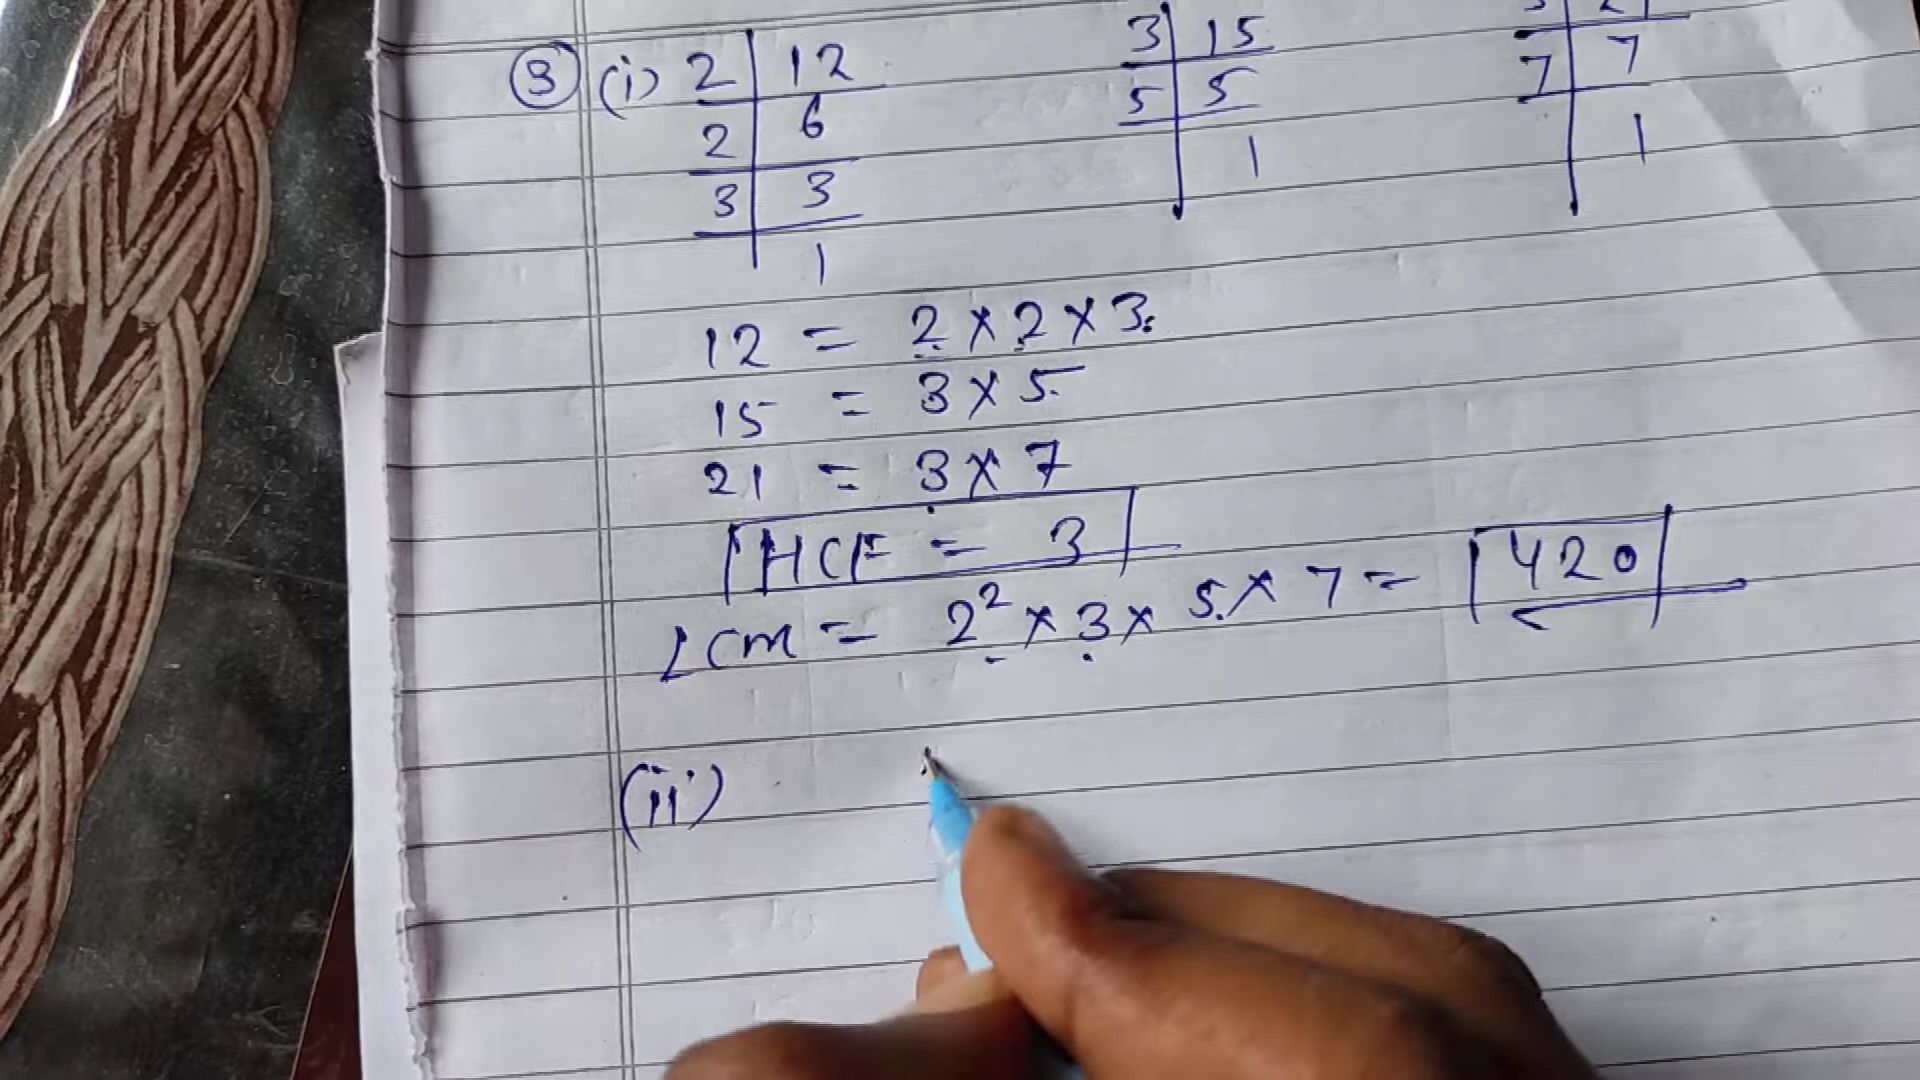 ③ (i) 2 | 12
2 | 6
3 | 3
1
3 | 15
5 | 5
1
7 | 7
1
12 = 2 × 2 × 3
15 = 3 × 5
21 = 3 × 7
HCF = 3
LCM = 2² × 3 × 5 × 7 = 420
(ii)